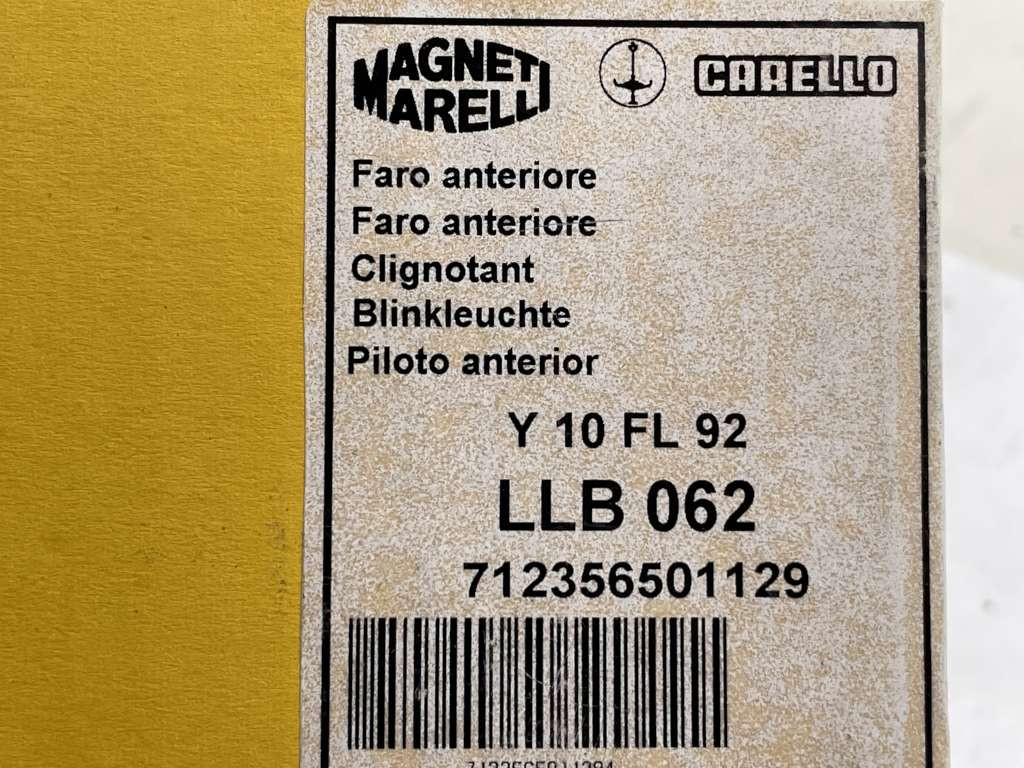 MAGNETI MARELLI CARELLO
Faro anteriore
Faro anteriore
Clignotant
Blinkleuchte
Piloto anterior
Y 10 FL 92
LLB 062
712356501129